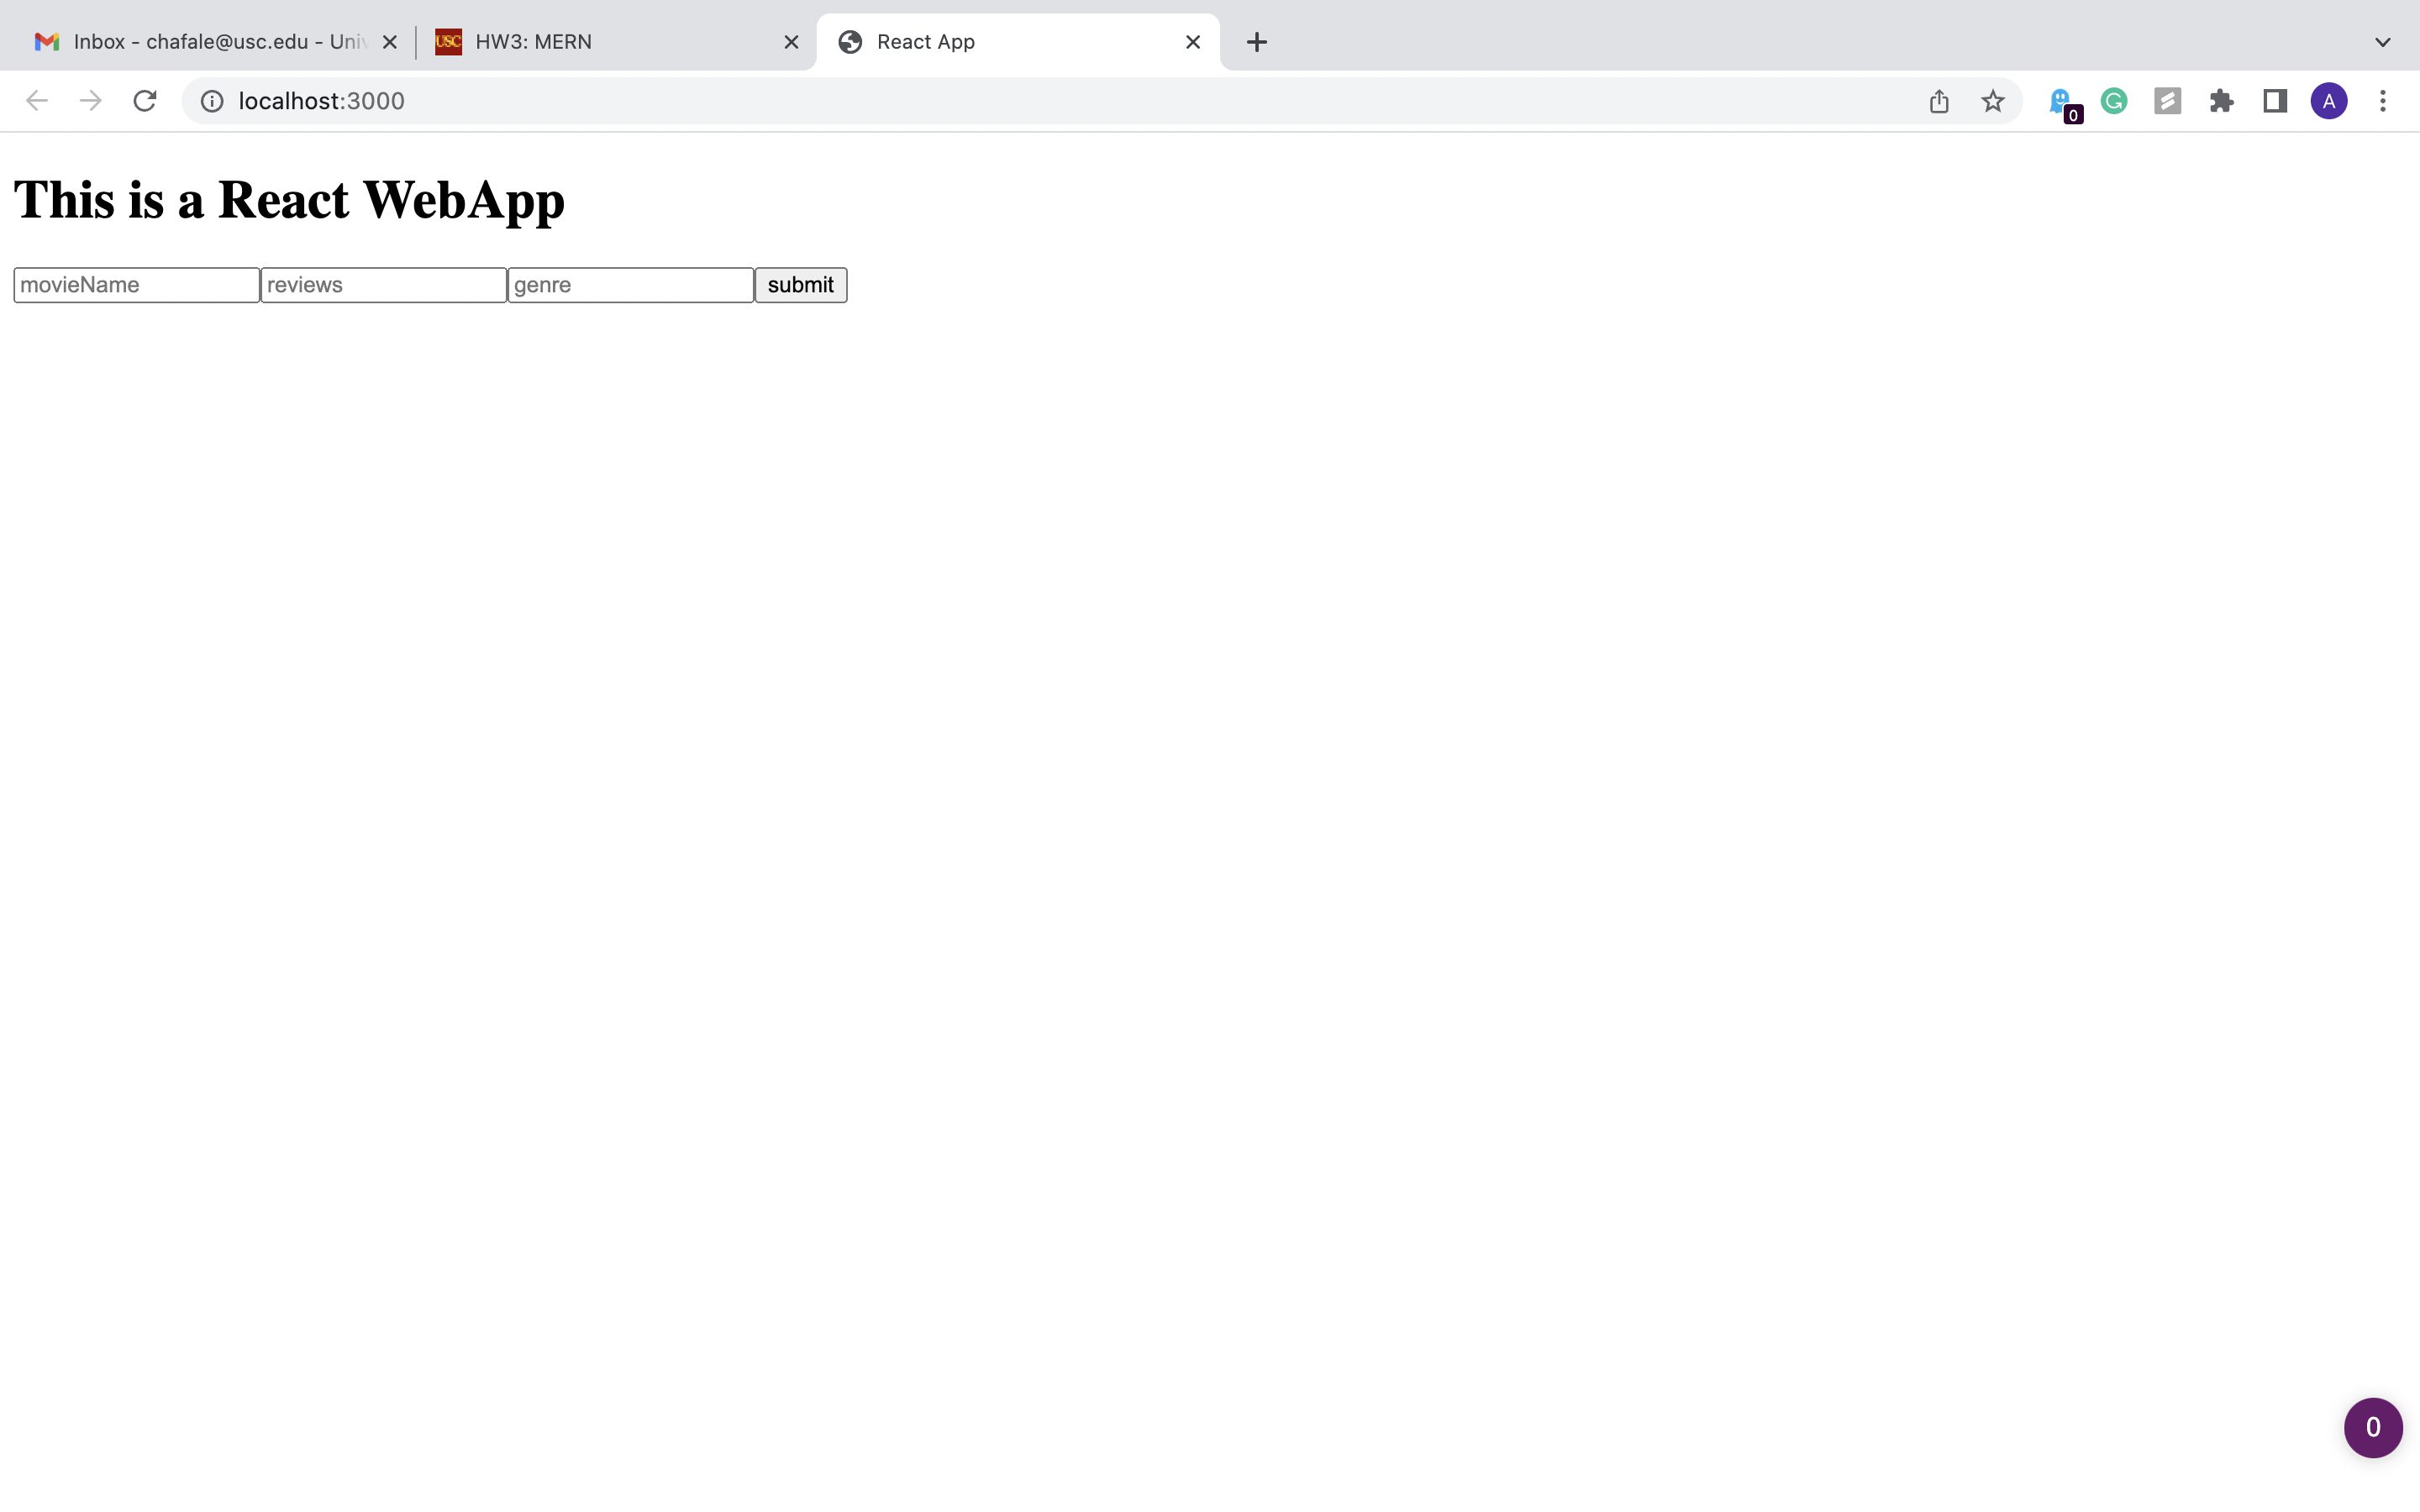 Inbox - chafale@usc.edu - Univ
USC HW3: MERN
React App
localhost:3000
0
A
This is a React WebApp
movieName reviews genre submit
0